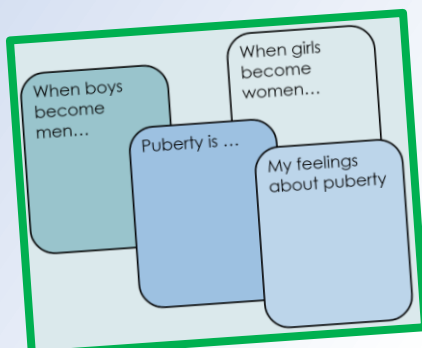 When boys
become
men...
When girls
become
women...
Puberty is ...
My feelings
about puberty